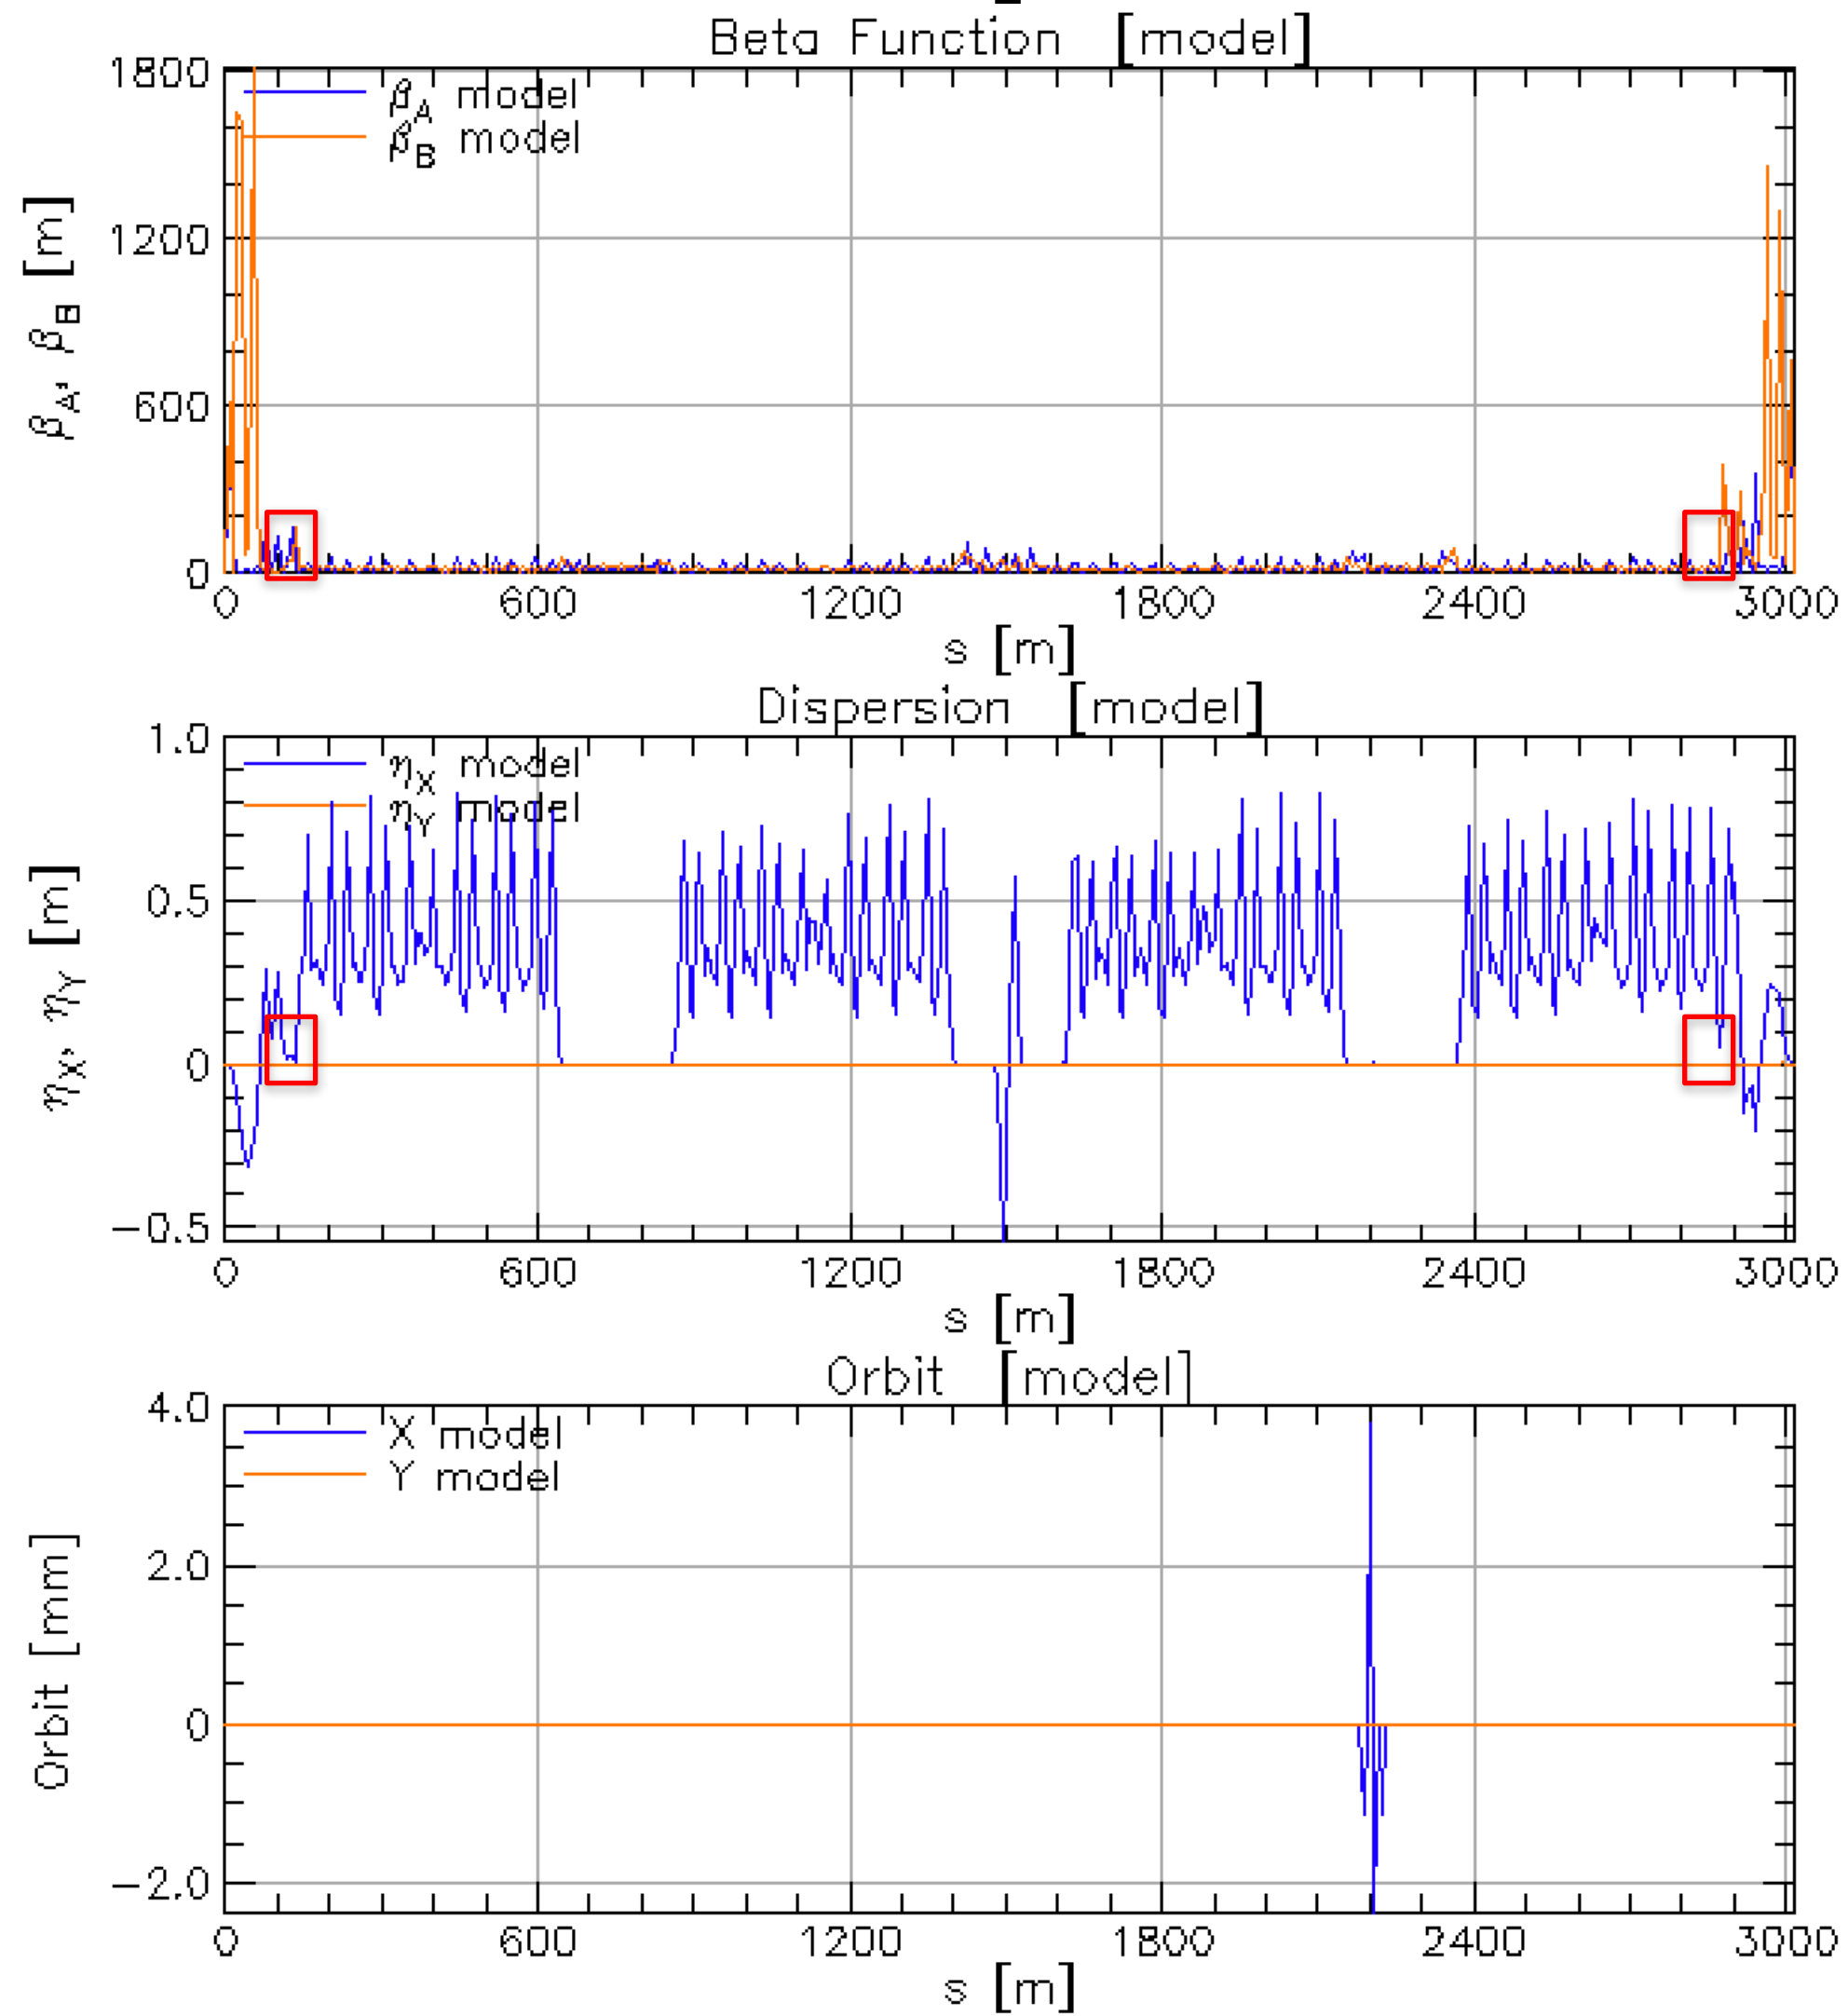 Beta Function [model]
1800
1200
600
0
β_A, β_B [m]
β_A model
β_B model
0 600 1200 1800 2400 3000
s [m]
Dispersion [model]
1.0
0.5
0
−0.5
η_X, η_Y [m]
η_X model
η_Y model
0 600 1200 1800 2400 3000
s [m]
Orbit [model]
4.0
2.0
0
−2.0
Orbit [mm]
X model
Y model
0 600 1200 1800 2400 3000
s [m]